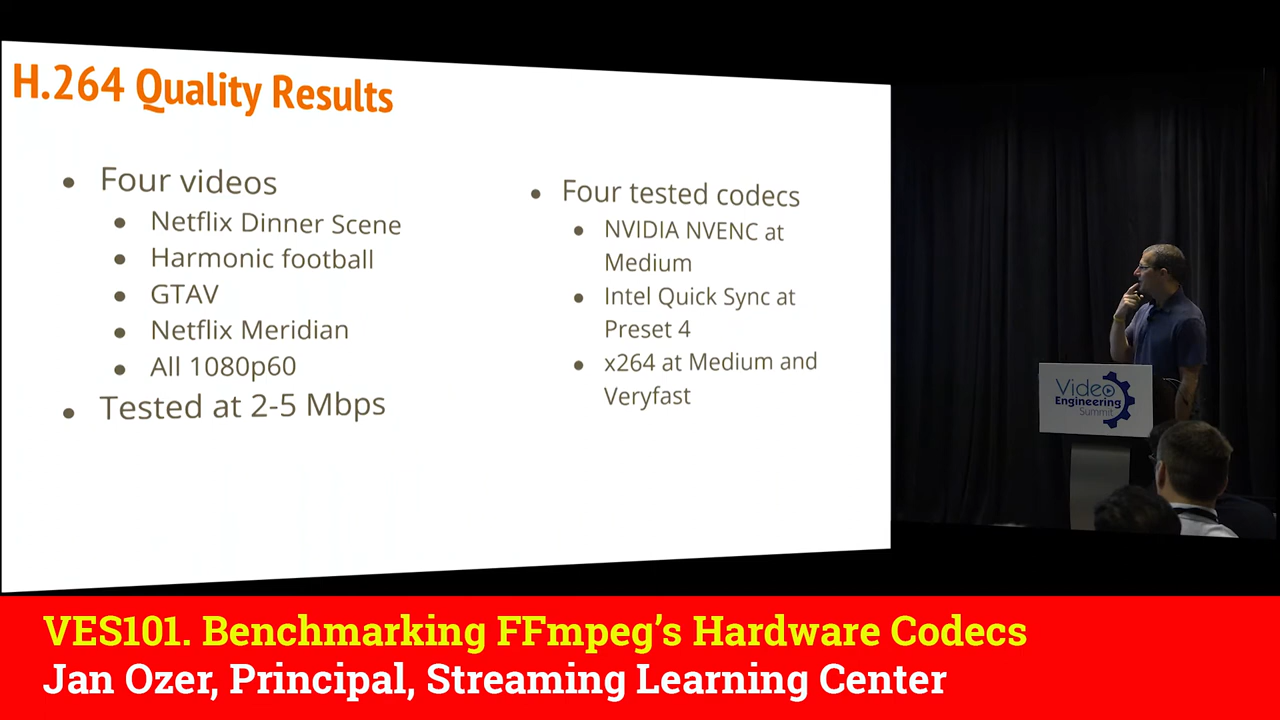 H.264 Quality Results
Four videos
Netflix Dinner Scene
Harmonic football
GTAV
Netflix Meridian
All 1080p60
Tested at 2-5 Mbps
Four tested codecs
NVIDIA NVENC at
Medium
Intel Quick Sync at
Preset 4
x264 at Medium and
Veryfast
Video
Engineering
Summit
VES101. Benchmarking FFmpeg’s Hardware Codecs
Jan Ozer, Principal, Streaming Learning Center